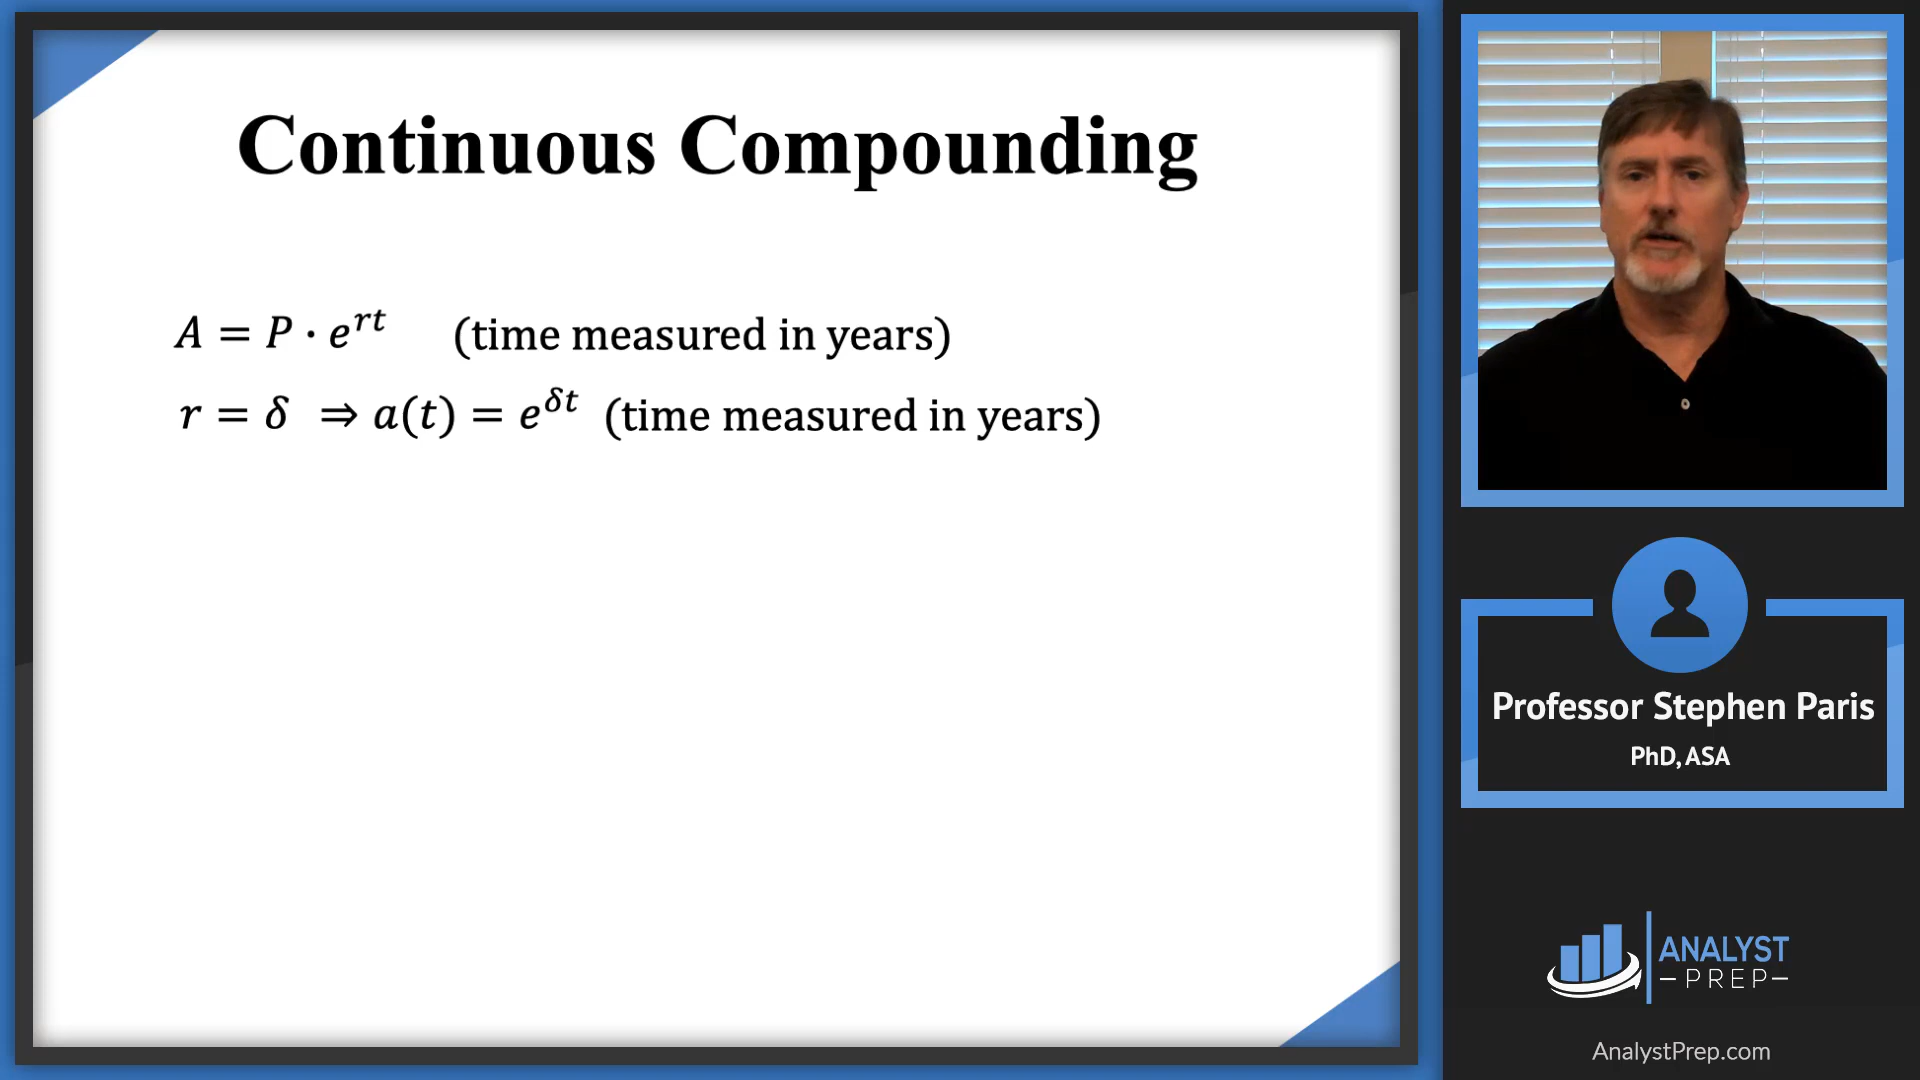 Continuous Compounding
A = P · e^{rt} (time measured in years)
r = δ ⇒ a(t) = e^{δt} (time measured in years)
Professor Stephen Paris
PhD, ASA
ANALYST
PREP
AnalystPrep.com